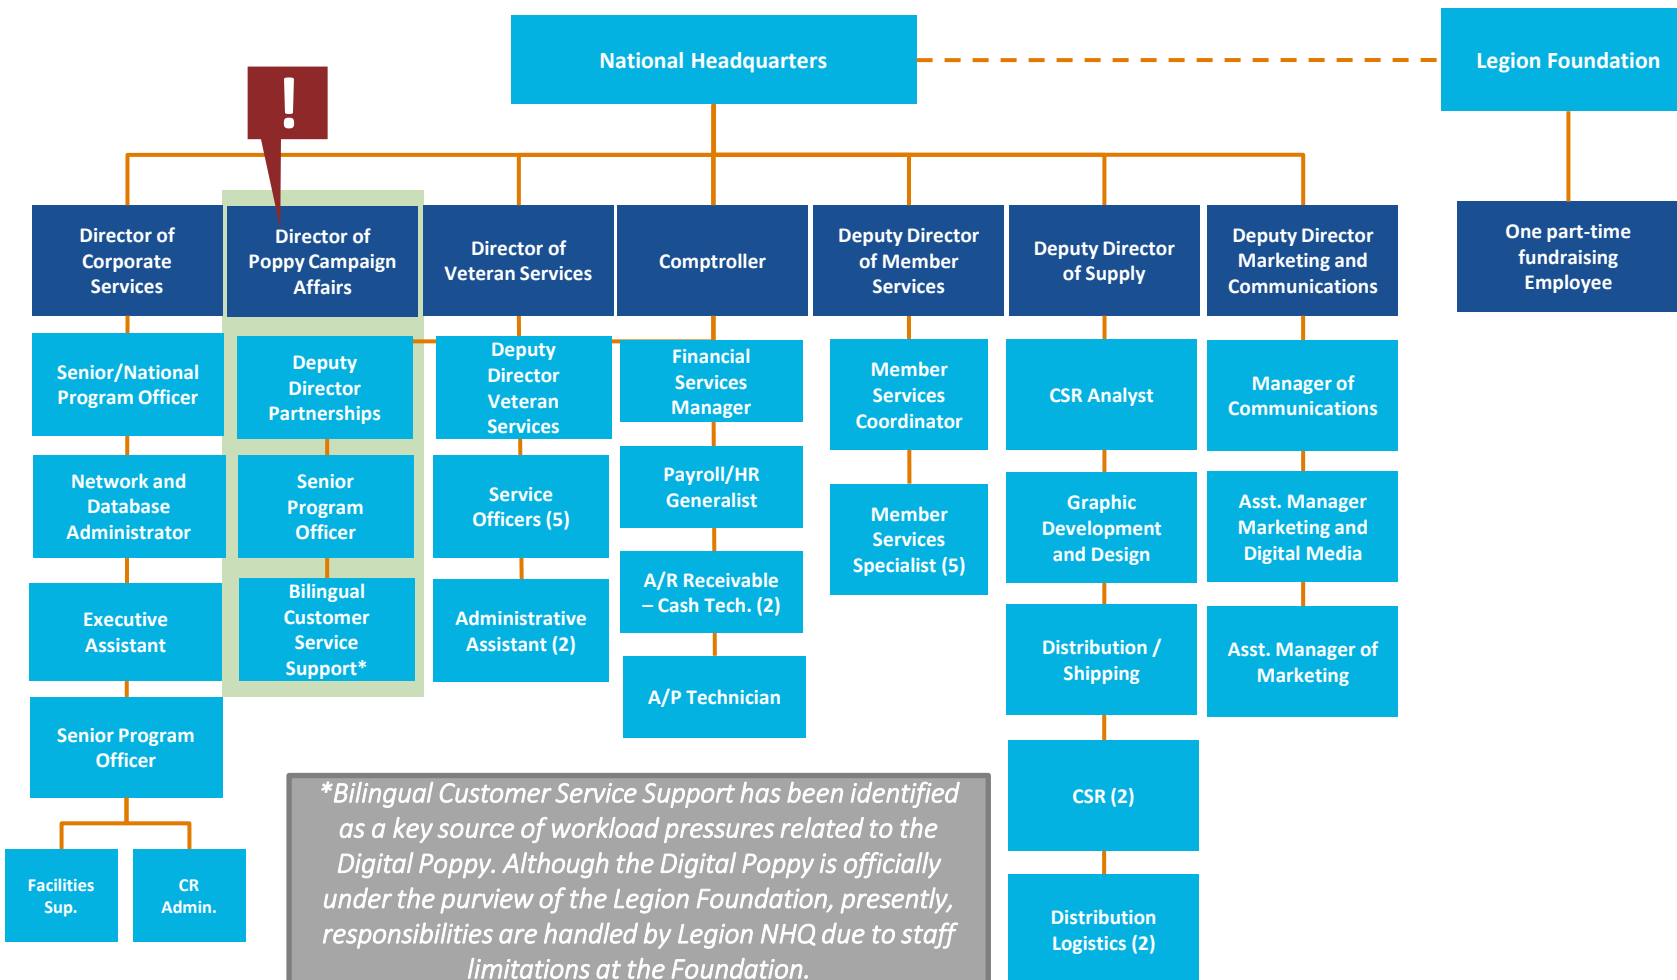 National Headquarters
Legion Foundation
!
Director of
Corporate
Services
Director of
Poppy Campaign
Affairs
Director of
Veteran Services
Comptroller
Deputy Director
of Member
Services
Deputy Director
of Supply
Deputy Director
Marketing and
Communications
One part-time
fundraising
Employee
Senior/National
Program Officer
Network and
Database
Administrator
Executive
Assistant
Senior Program
Officer
Facilities
Sup.
CR
Admin.
Deputy
Director
Partnerships
Senior
Program
Officer
Bilingual
Customer
Service
Support*
Deputy
Director
Veteran
Services
Service
Officers (5)
Administrative
Assistant (2)
Financial
Services
Manager
Payroll/HR
Generalist
A/R Receivable
– Cash Tech. (2)
A/P Technician
Member
Services
Coordinator
Member
Services
Specialist (5)
CSR Analyst
Graphic
Development
and Design
Distribution /
Shipping
CSR (2)
Distribution
Logistics (2)
Manager of
Communications
Asst. Manager
Marketing and
Digital Media
Asst. Manager of
Marketing
*Bilingual Customer Service Support has been identified
as a key source of workload pressures related to the
Digital Poppy. Although the Digital Poppy is officially
under the purview of the Legion Foundation, presently,
responsibilities are handled by Legion NHQ due to staff
limitations at the Foundation.